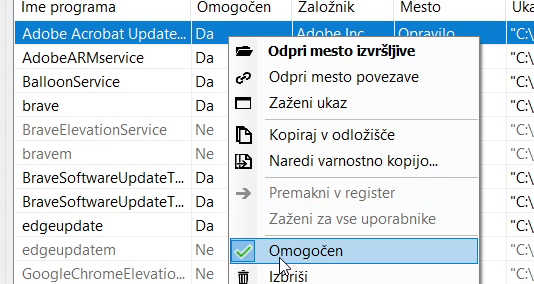 Ime programa Omogočen Založnik Mesto Uka
Adobe Acrobat Update... Da Adobe Inc. Opravilo "C:\
AdobeARMservice Da "C:\
BalloonService Da "C:\
brave Da "C:\
BraveElevationService Ne "C:\
bravem Ne "C:\
BraveSoftwareUpdateT... Da "C:\
BraveSoftwareUpdateT... Da "C:\
edgeupdate Da "C:\
edgeupdatem Ne "C:\
GoogleChromeElevatio... Ne "C:\
Odpri mesto izvršljive
Odpri mesto povezave
Zaženi ukaz
Kopiraj v odložišče
Naredi varnostno kopijo...
Premakni v register
Zaženi za vse uporabnike
Omogočen
Izbriši